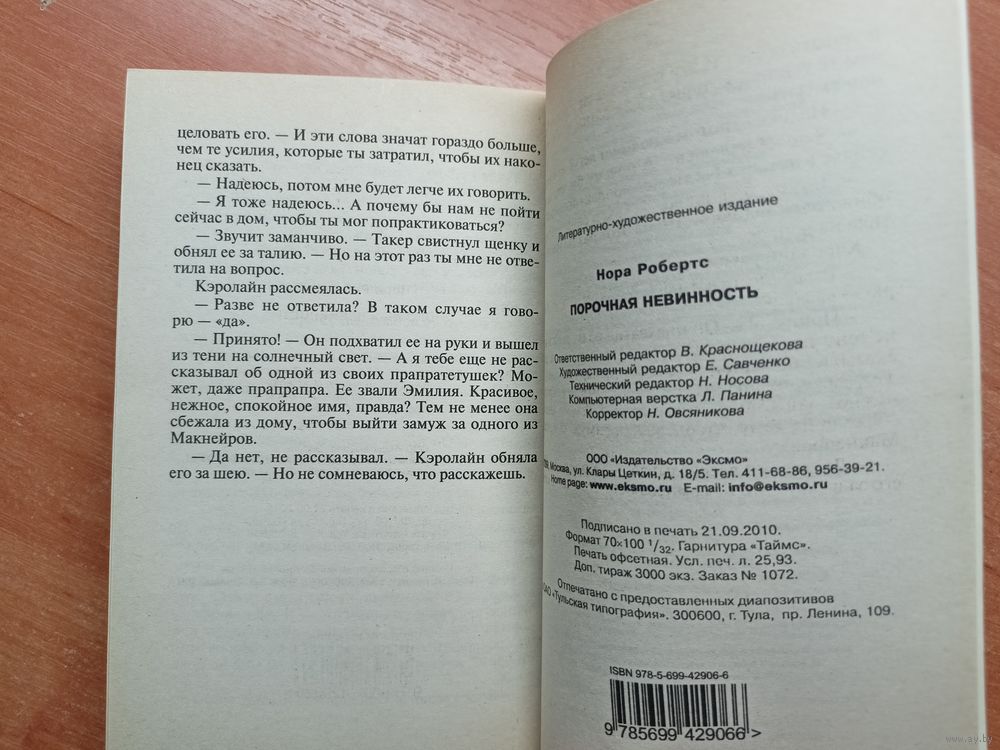 целовать его. — И эти слова значат гораздо больше,
чем те усилия, которые ты затратил, чтобы их нако-
нец сказать.
— Надеюсь, потом мне будет легче их говорить.
— Я тоже надеюсь... А почему бы нам не пойти
сейчас в дом, чтобы ты мог попрактиковаться?
— Звучит заманчиво. — Такер свистнул щенку и
обнял ее за талию. — Но на этот раз ты мне не отве-
тила на вопрос.
Кэролайн рассмеялась.
— Разве не ответила? В таком случае я гово-
рю — «да».
— Принято! — Он подхватил ее на руки и вышел
из тени на солнечный свет. — А я тебе еще не рас-
сказывал об одной из своих прапратетушек? Мо-
жет, даже прапрапра. Ее звали Эмилия. Красивое,
нежное, спокойное имя, правда? Тем не менее она
сбежала из дому, чтобы выйти замуж за одного из
Макнейров.
— Да нет, не рассказывал. — Кэролайн обняла
его за шею. — Но не сомневаюсь, что расскажешь.
Литературно-художественное издание
Нора Робертс
ПОРОЧНАЯ НЕВИННОСТЬ
Ответственный редактор В. Краснощекова
Художественный редактор Е. Савченко
Технический редактор Н. Носова
Компьютерная верстка Л. Панина
Корректор Н. Овсяникова
ООО «Издательство «Эксмо»
Москва, ул. Клары Цеткин, д. 18/5. Тел. 411-68-86, 956-39-21.
Home page: www.eksmo.ru E-mail: info@eksmo.ru
Подписано в печать 21.09.2010.
Формат 70×100 1/32. Гарнитура «Таймс».
Печать офсетная. Усл. печ. л. 25,93.
Доп. тираж 3000 экз. Заказ № 1072.
Отпечатано с предоставленных диапозитивов
ОАО «Тульская типография». 300600, г. Тула, пр. Ленина, 109.
ISBN 978-5-699-42906-6
9 785699 429066 >
www.ay.by